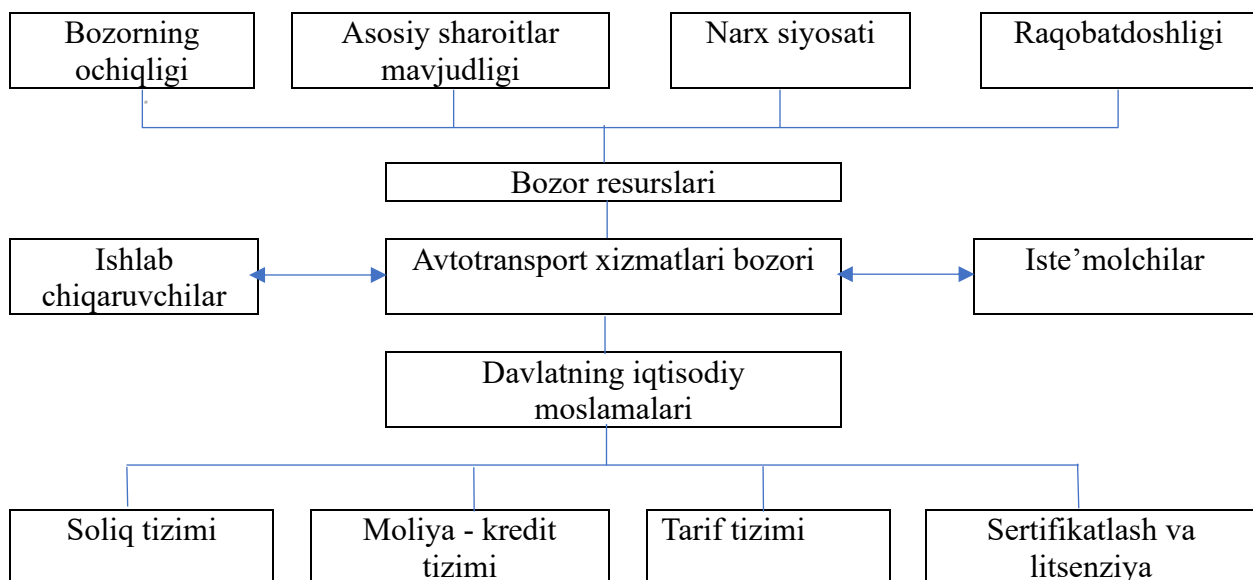 Bozorning
ochiqligi
Asosiy sharoitlar
mavjudligi
Narx siyosati
Raqobatdoshligi
Bozor resurslari
Ishlab
chiqaruvchilar
Avtotransport xizmatlari bozori
Iste’molchilar
Davlatning iqtisodiy
moslamalari
Soliq tizimi
Moliya - kredit
tizimi
Tarif tizimi
Sertifikatlash va
litsenziya